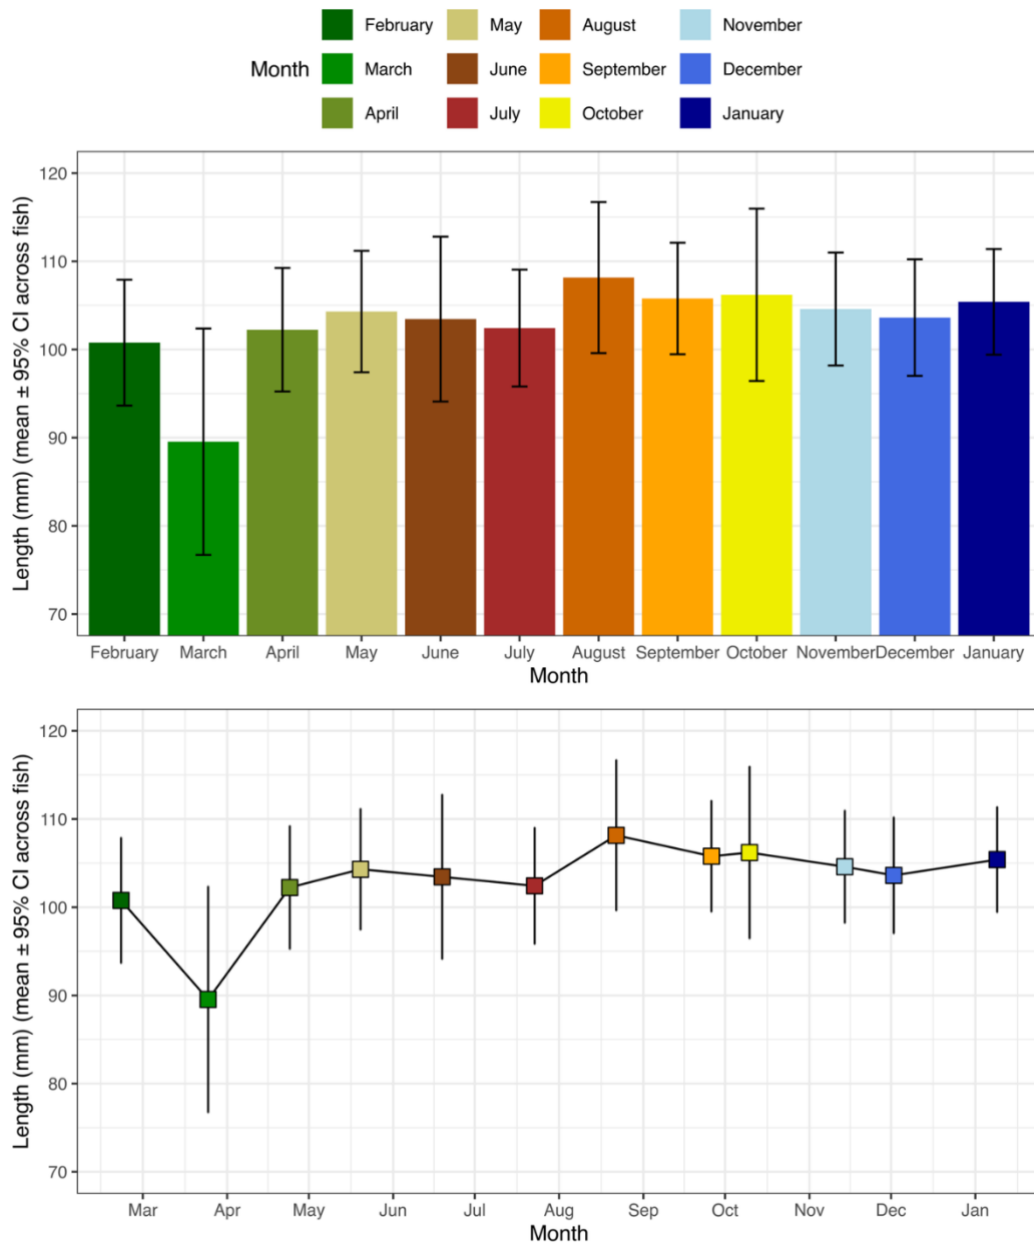 February May August November
Month March June September December
April July October January
Length (mm) (mean ± 95% CI across fish)
120
110
100
90
80
70
February March April May June July August September October November December January
Month
Length (mm) (mean ± 95% CI across fish)
120
110
100
90
80
70
Mar Apr May Jun Jul Aug Sep Oct Nov Dec Jan
Month